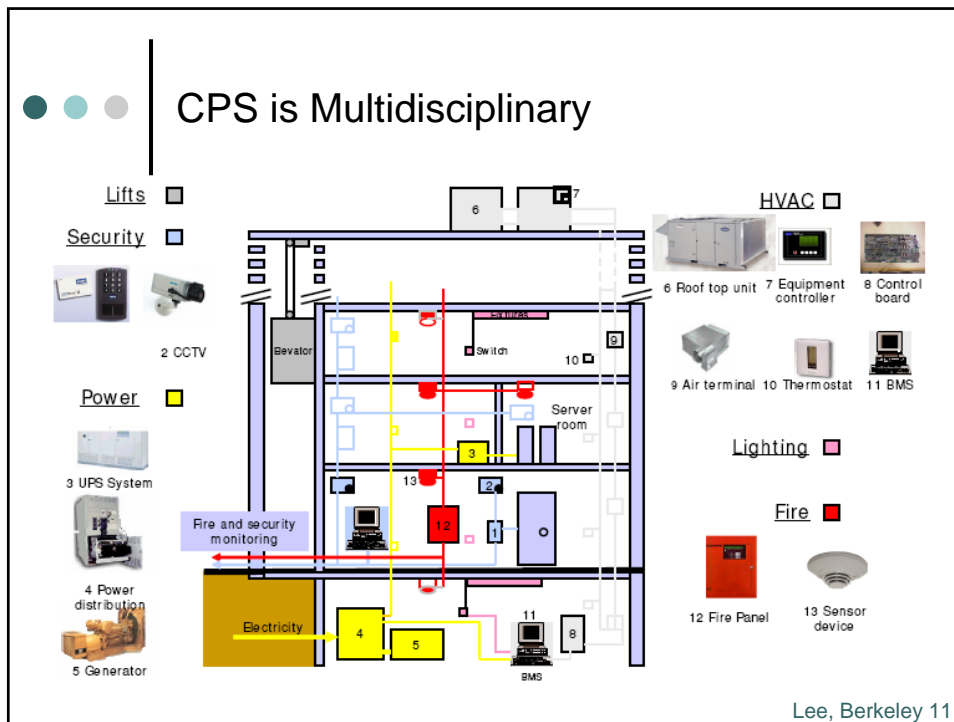 CPS is Multidisciplinary
Lifts
Security
2 CCTV
Power
3 UPS System
4 Power
distribution
5 Generator
6
7
Elevator
Fixtures
Switch
9
10
Server
room
3
13
2
12
1
Fire and security
monitoring
Electricity
4
5
11
8
BMS
HVAC
6 Roof top unit
7 Equipment
controller
8 Control
board
9 Air terminal
10 Thermostat
11 BMS
Lighting
Fire
12 Fire Panel
13 Sensor
device
Lee, Berkeley 11